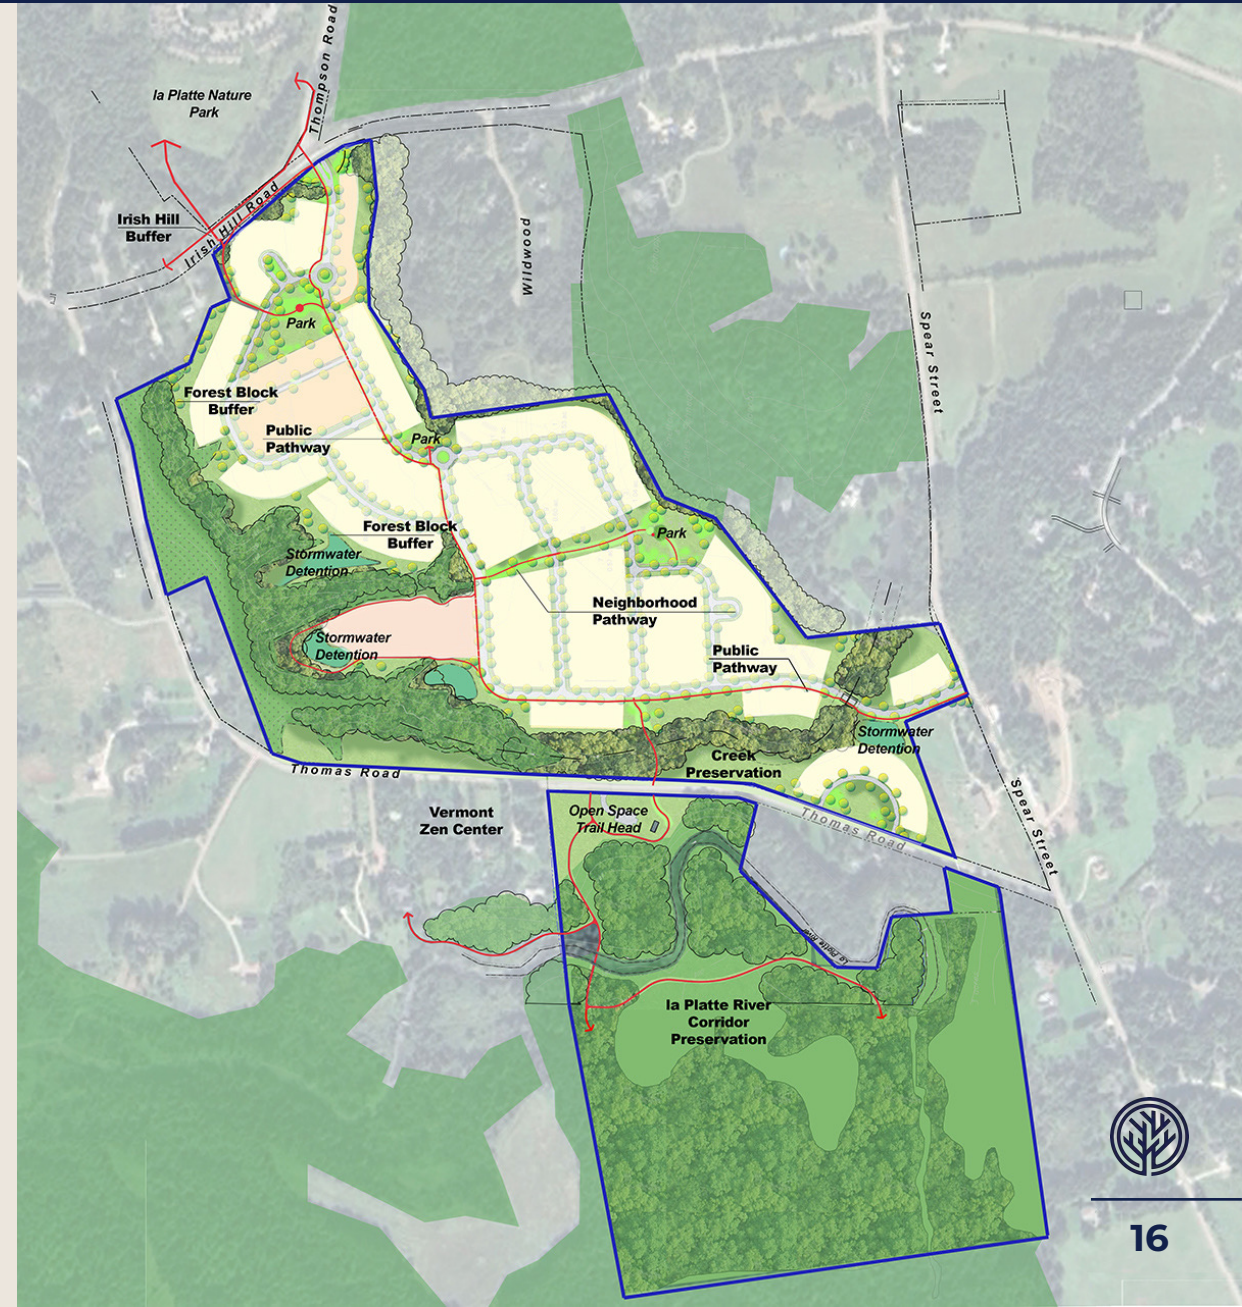 Thompson Road
la Platte Nature
Park
Irish Hill
Buffer
Irish Hill Road
Wildwood
Spear Street
Park
Forest Block
Buffer
Public
Pathway
Park
Forest Block
Buffer
Park
Stormwater
Detention
Neighborhood
Pathway
Stormwater
Detention
Public
Pathway
Stormwater
Detention
Creek
Preservation
Thomas Road
Spear Street
Vermont
Zen Center
Open Space
Trail Head
Thomas Road
la Platte River
la Platte River
Corridor
Preservation
16